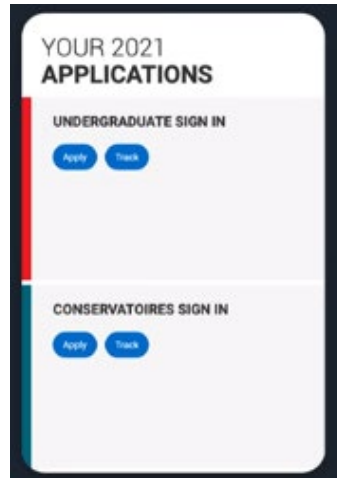 YOUR 2021
APPLICATIONS
UNDERGRADUATE SIGN IN
Apply Track
CONSERVATOIRES SIGN IN
Apply Track